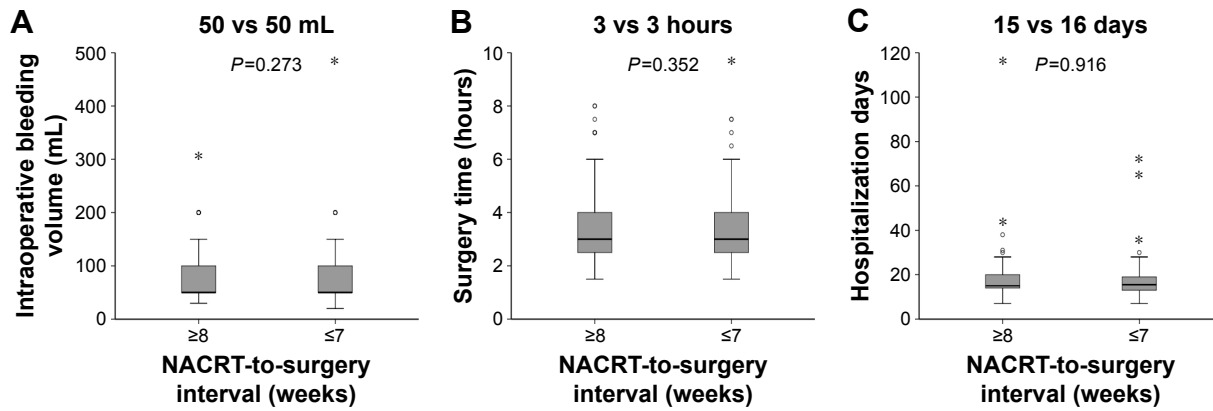 A
50 vs 50 mL
Intraoperative bleeding
volume (mL)
500
400
300
200
100
0
P=0.273
*
*
≥8
≤7
NACRT-to-surgery
interval (weeks)
B
3 vs 3 hours
Surgery time (hours)
10
8
6
4
2
0
P=0.352
*
≥8
≤7
NACRT-to-surgery
interval (weeks)
C
15 vs 16 days
Hospitalization days
120
100
80
60
40
20
0
P=0.916
*
*
*
*
*
≥8
≤7
NACRT-to-surgery
interval (weeks)